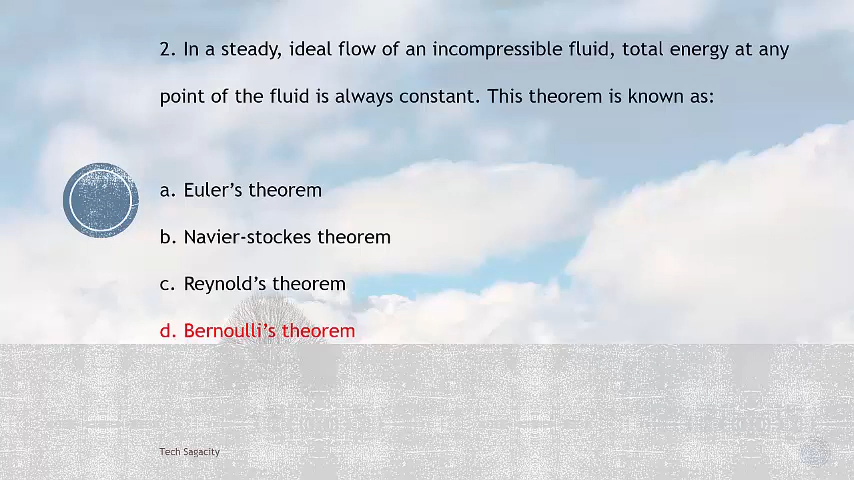 2. In a steady, ideal flow of an incompressible fluid, total energy at any
point of the fluid is always constant. This theorem is known as:
a. Euler’s theorem
b. Navier-stockes theorem
c. Reynold’s theorem
d. Bernoulli’s theorem
Tech Sagacity